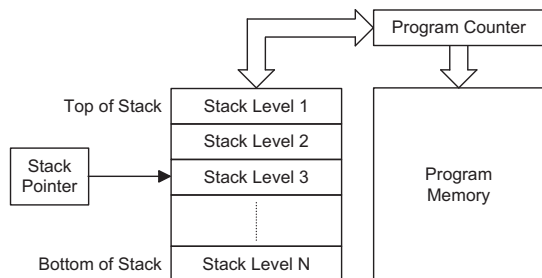 Program Counter
Top of Stack
Stack Level 1
Stack Level 2
Stack
Pointer
Stack Level 3
Program
Memory
Bottom of Stack
Stack Level N